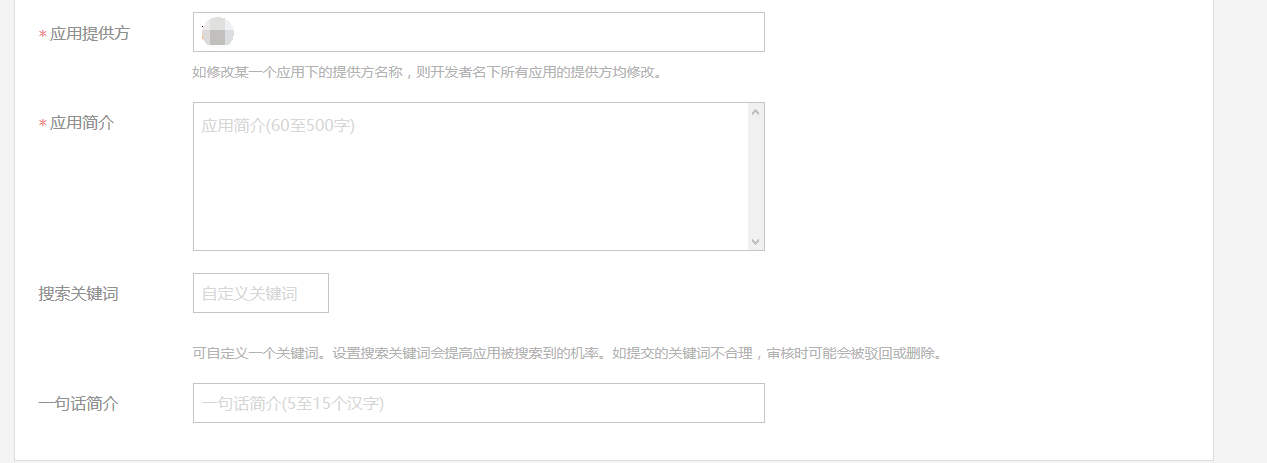 *应用提供方
如修改某一个应用下的提供方名称，则开发者名下所有应用的提供方均修改。
*应用简介
应用简介(60至500字)
搜索关键词
自定义关键词
可自定义一个关键词。设置搜索关键词会提高应用被搜索到的机率。如提交的关键词不合理，审核时可能会被驳回或删除。
一句话简介
一句话简介(5至15个汉字)